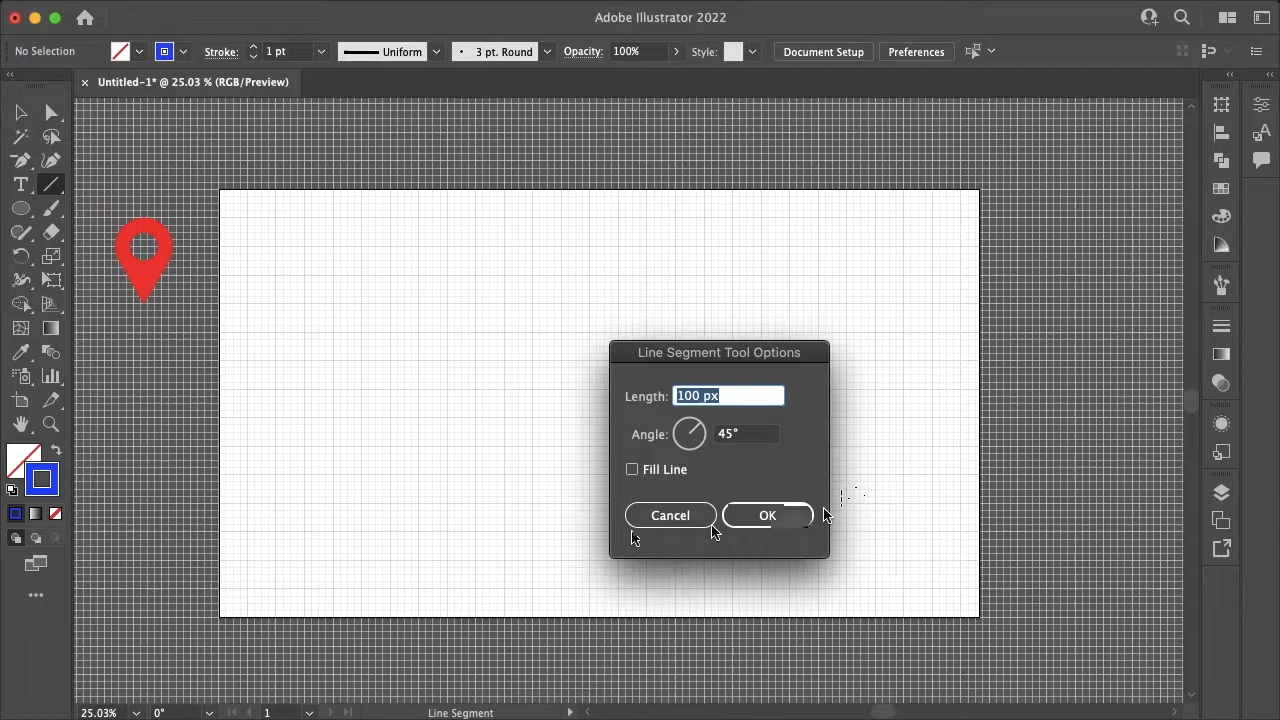 Adobe Illustrator 2022
No Selection Stroke: 1 pt Uniform 3 pt. Round Opacity: 100% Style: Document Setup Preferences
× Untitled-1* @ 25.03 % (RGB/Preview)
Line Segment Tool Options
Length: 100 px
Angle: 45°
Fill Line
Cancel OK
25.03% 0° 1 Line Segment